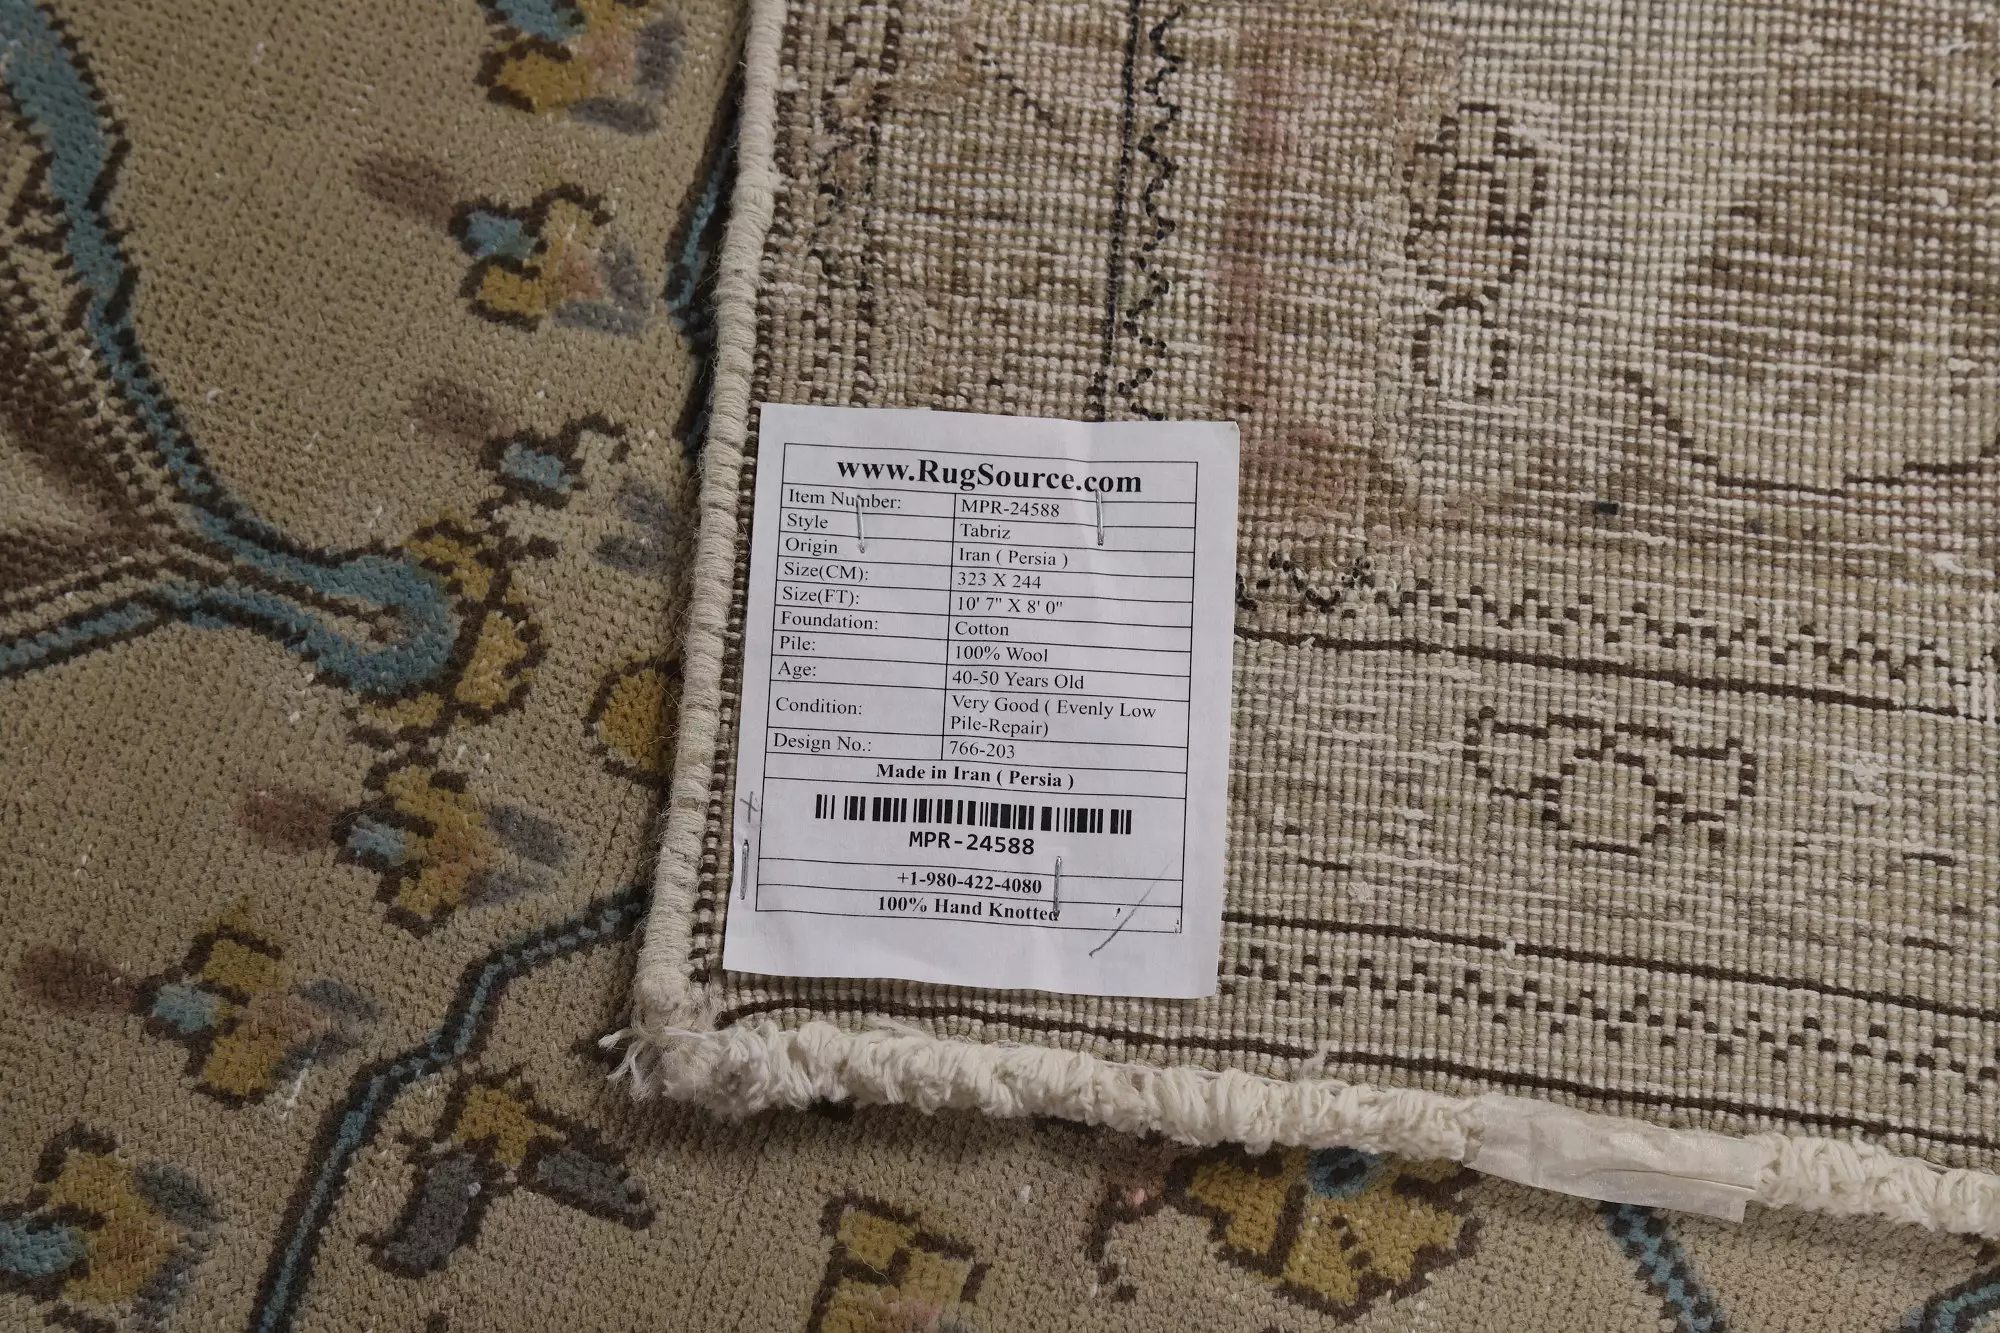 www.RugSource.com
Item Number: MPR-24588
Style Tabriz
Origin Iran ( Persia )
Size(CM): 323 X 244
Size(FT): 10' 7" X 8' 0"
Foundation: Cotton
Pile: 100% Wool
Age: 40-50 Years Old
Condition: Very Good ( Evenly Low
Pile-Repair)
Design No.: 766-203
Made in Iran ( Persia )
MPR-24588
+1-980-422-4080
100% Hand Knotted